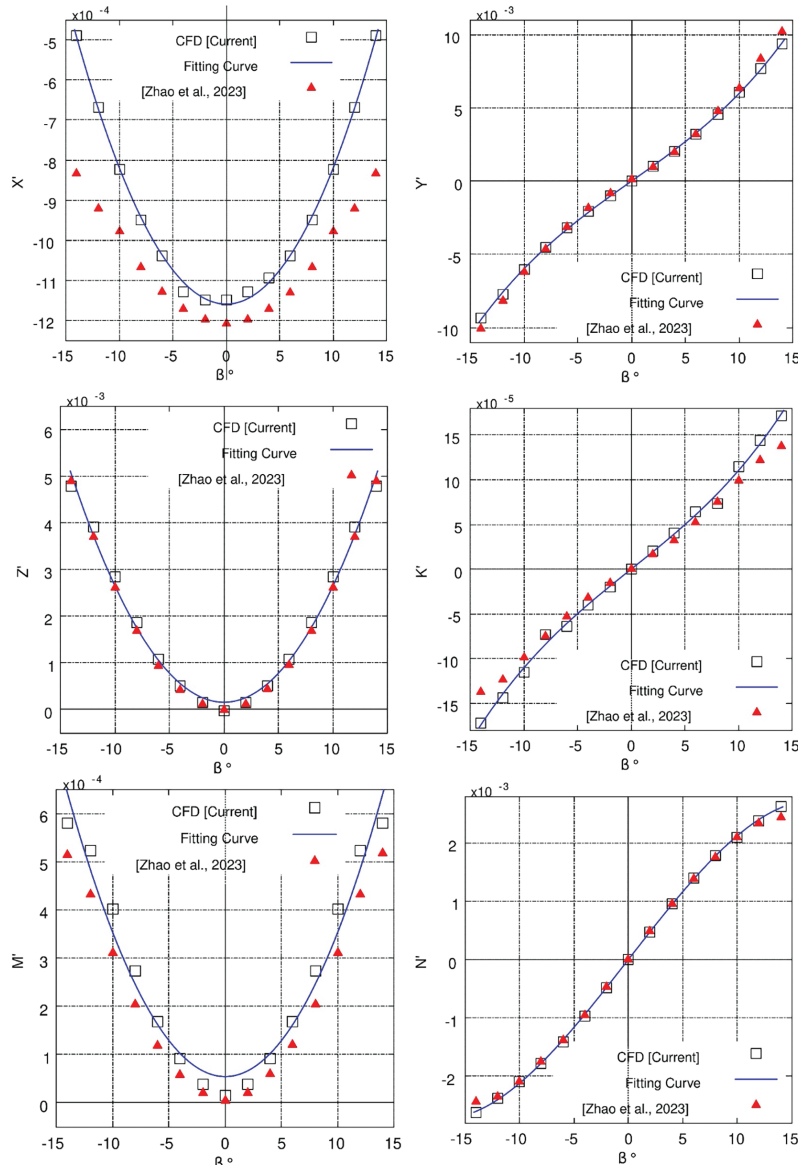 x10 -4
-5
-6
-7
-8
-9
-10
-11
-12
X'
CFD [Current]
Fitting Curve
[Zhao et al., 2023]
-15 -10 -5 0 5 10 15
β °
x10 -3
10
5
0
-5
-10
Y'
CFD [Current]
Fitting Curve
[Zhao et al., 2023]
-15 -10 -5 0 5 10 15
β °
x10 -3
6
5
4
3
2
1
0
Z'
CFD [Current]
Fitting Curve
[Zhao et al., 2023]
-15 -10 -5 0 5 10 15
β °
x10 -5
15
10
5
0
-5
-10
-15
K'
CFD [Current]
Fitting Curve
[Zhao et al., 2023]
-15 -10 -5 0 5 10 15
β °
x10 -4
6
5
4
3
2
1
0
M'
CFD [Current]
Fitting Curve
[Zhao et al., 2023]
-15 -10 -5 0 5 10 15
β °
x10 -3
2
1
0
-1
-2
N'
CFD [Current]
Fitting Curve
[Zhao et al., 2023]
-15 -10 -5 0 5 10 15
β °